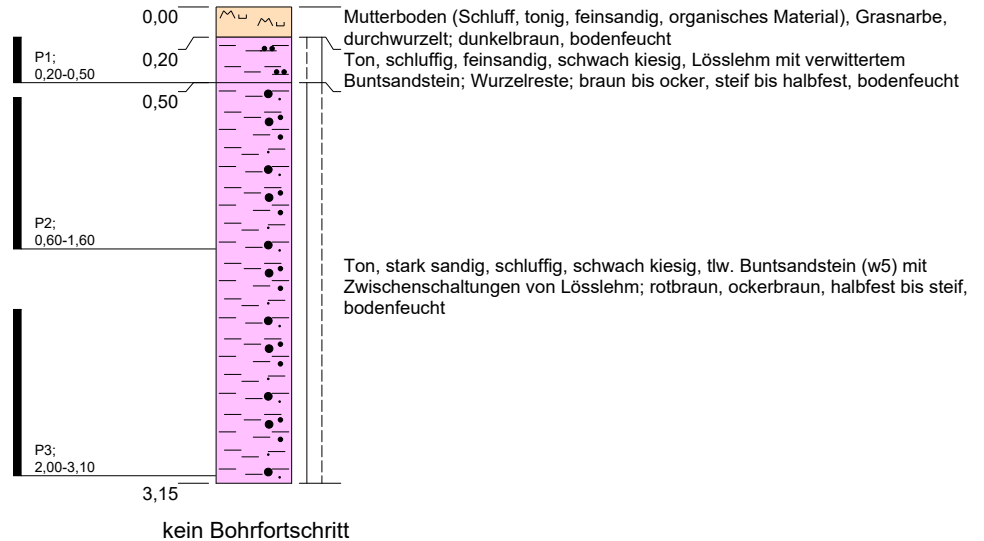 0,00
Mutterboden (Schluff, tonig, feinsandig, organisches Material), Grasnarbe,
durchwurzelt; dunkelbraun, bodenfeucht
P1;
0,20-0,50
0,20
Ton, schluffig, feinsandig, schwach kiesig, Lösslehm mit verwittertem
Buntsandstein; Wurzelreste; braun bis ocker, steif bis halbfest, bodenfeucht
0,50
P2;
0,60-1,60
Ton, stark sandig, schluffig, schwach kiesig, tlw. Buntsandstein (w5) mit
Zwischenschaltungen von Lösslehm; rotbraun, ockerbraun, halbfest bis steif,
bodenfeucht
P3;
2,00-3,10
3,15
kein Bohrfortschritt